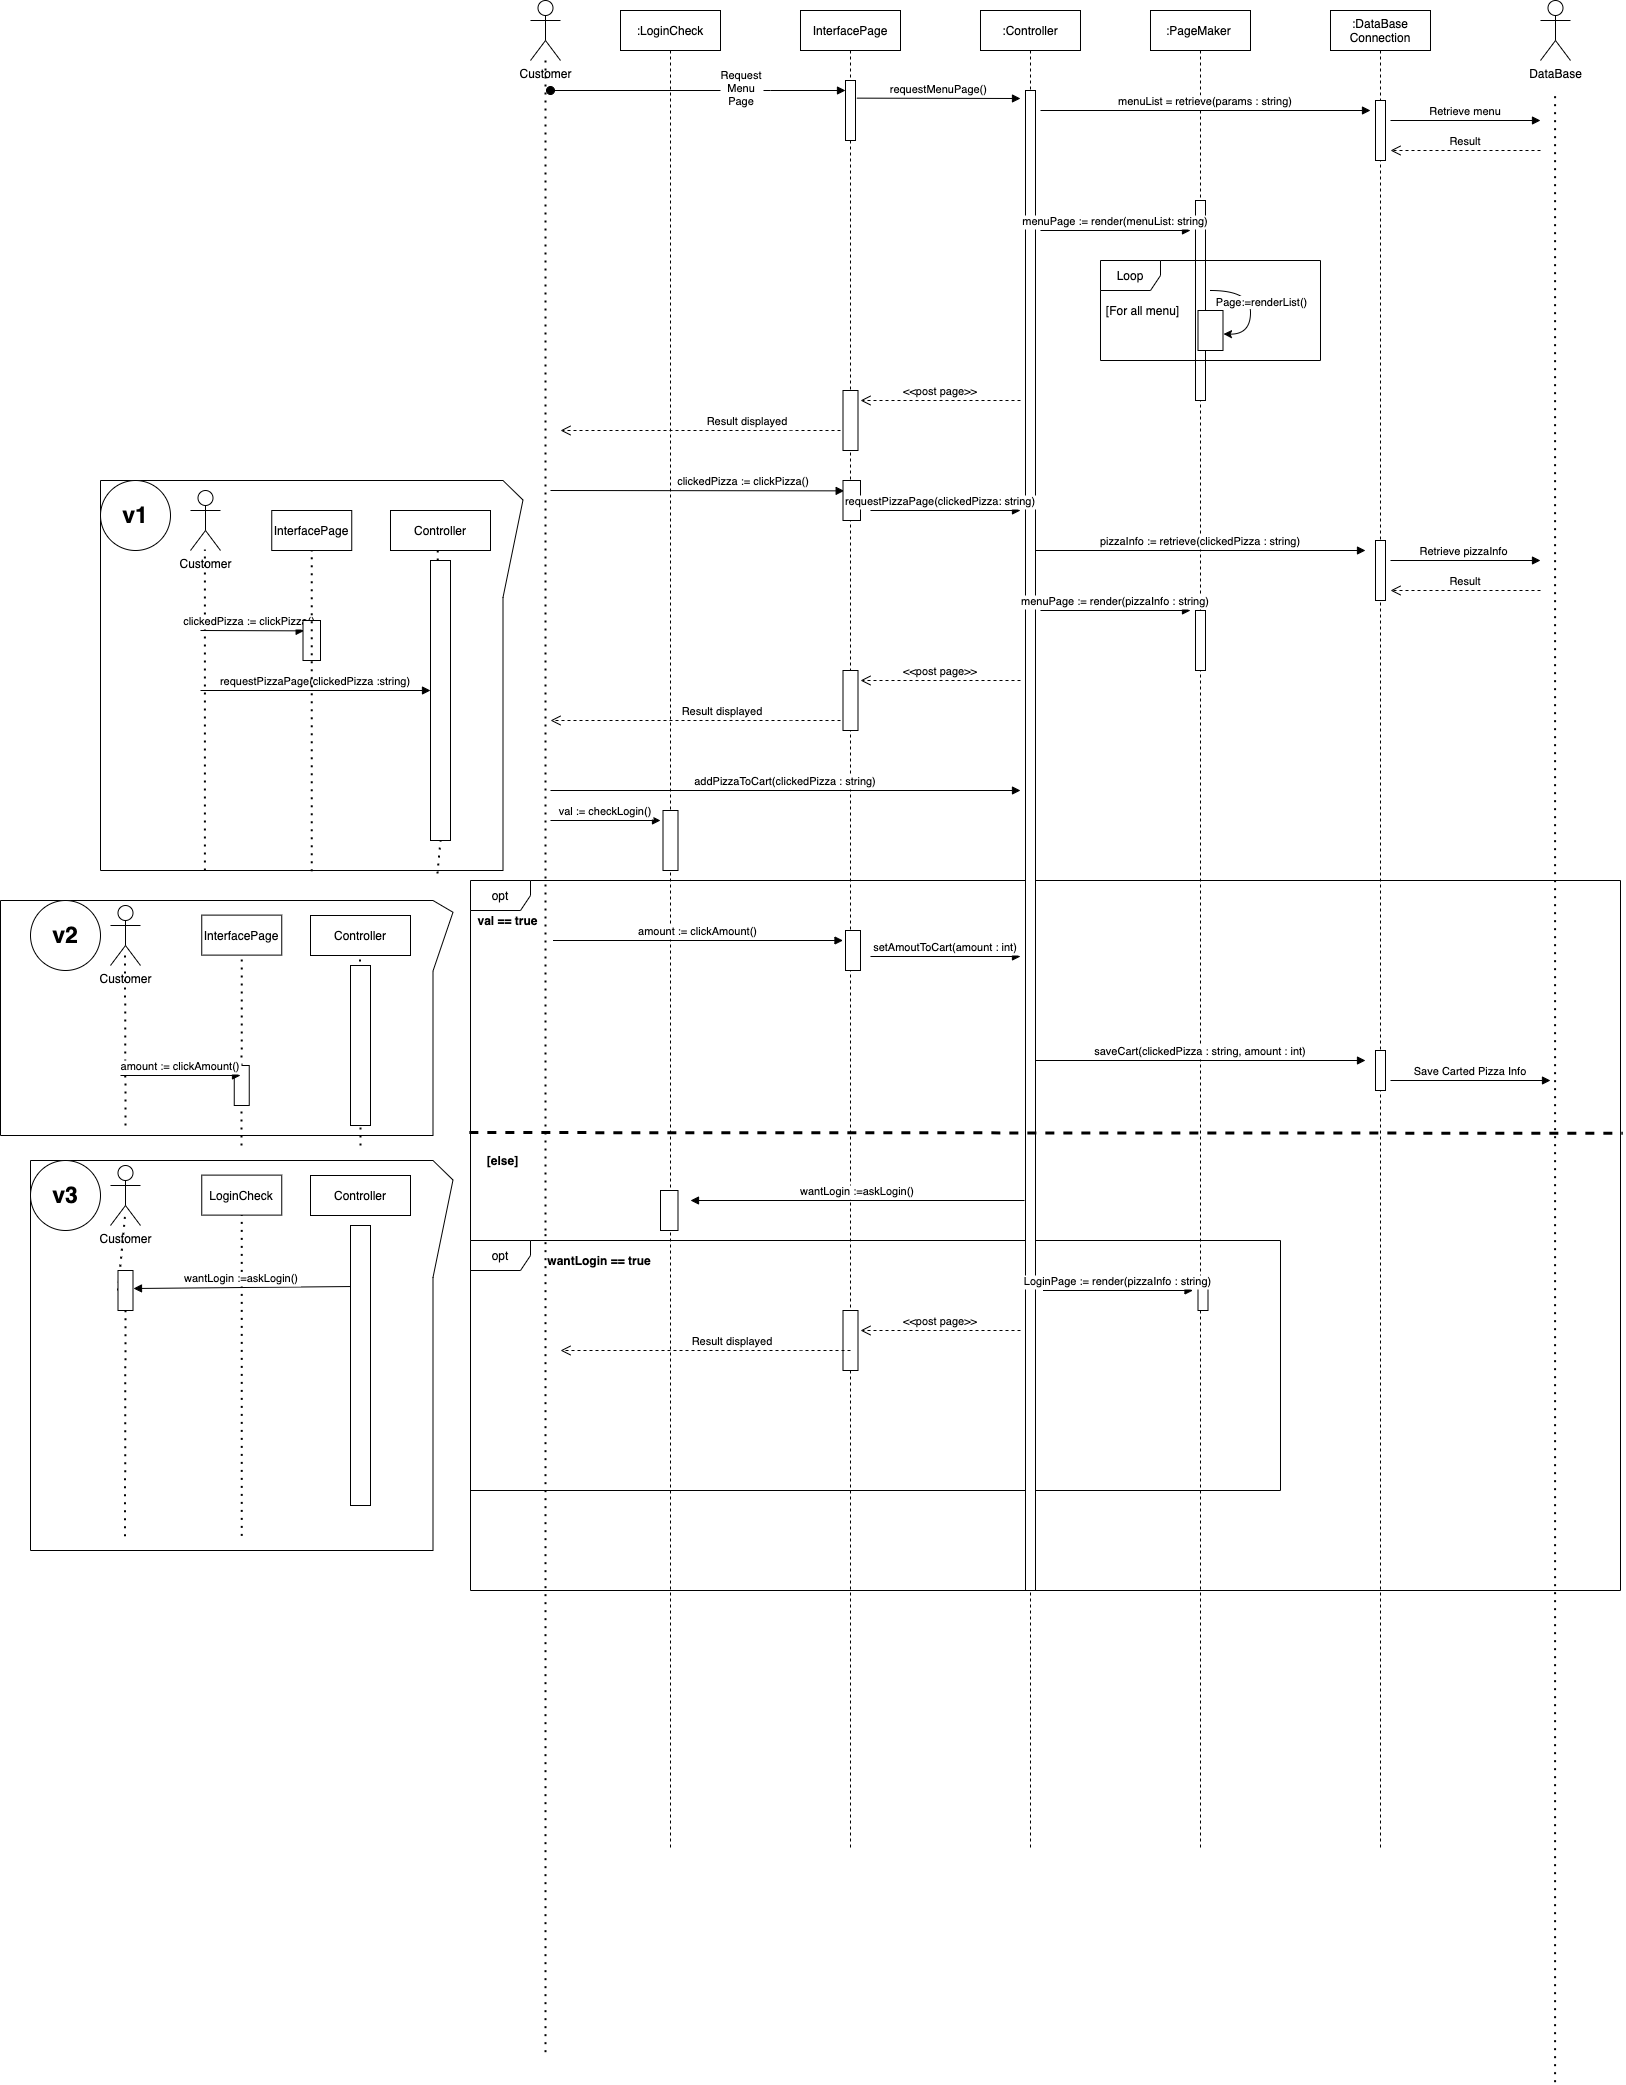 :LoginCheck
InterfacePage
:Controller
:PageMaker
:DataBase
Connection
Customer
DataBase
Request
Menu
Page
requestMenuPage()
menuList = retrieve(params : string)
Retrieve menu
Result
menuPage := render(menuList: string)
Loop
[For all menu]
Page:=renderList()
<<post page>>
Result displayed
clickedPizza := clickPizza()
requestPizzaPage(clickedPizza: string)
pizzaInfo := retrieve(clickedPizza : string)
Retrieve pizzaInfo
Result
menuPage := render(pizzaInfo : string)
<<post page>>
Result displayed
addPizzaToCart(clickedPizza : string)
val := checkLogin()
v1
Customer
InterfacePage
Controller
clickedPizza := clickPizza()
requestPizzaPage(clickedPizza :string)
opt
val == true
amount := clickAmount()
setAmoutToCart(amount : int)
saveCart(clickedPizza : string, amount : int)
Save Carted Pizza Info
v2
Customer
InterfacePage
Controller
amount := clickAmount()
[else]
wantLogin :=askLogin()
opt
wantLogin == true
LoginPage := render(pizzaInfo : string)
<<post page>>
Result displayed
v3
Customer
LoginCheck
Controller
wantLogin :=askLogin()